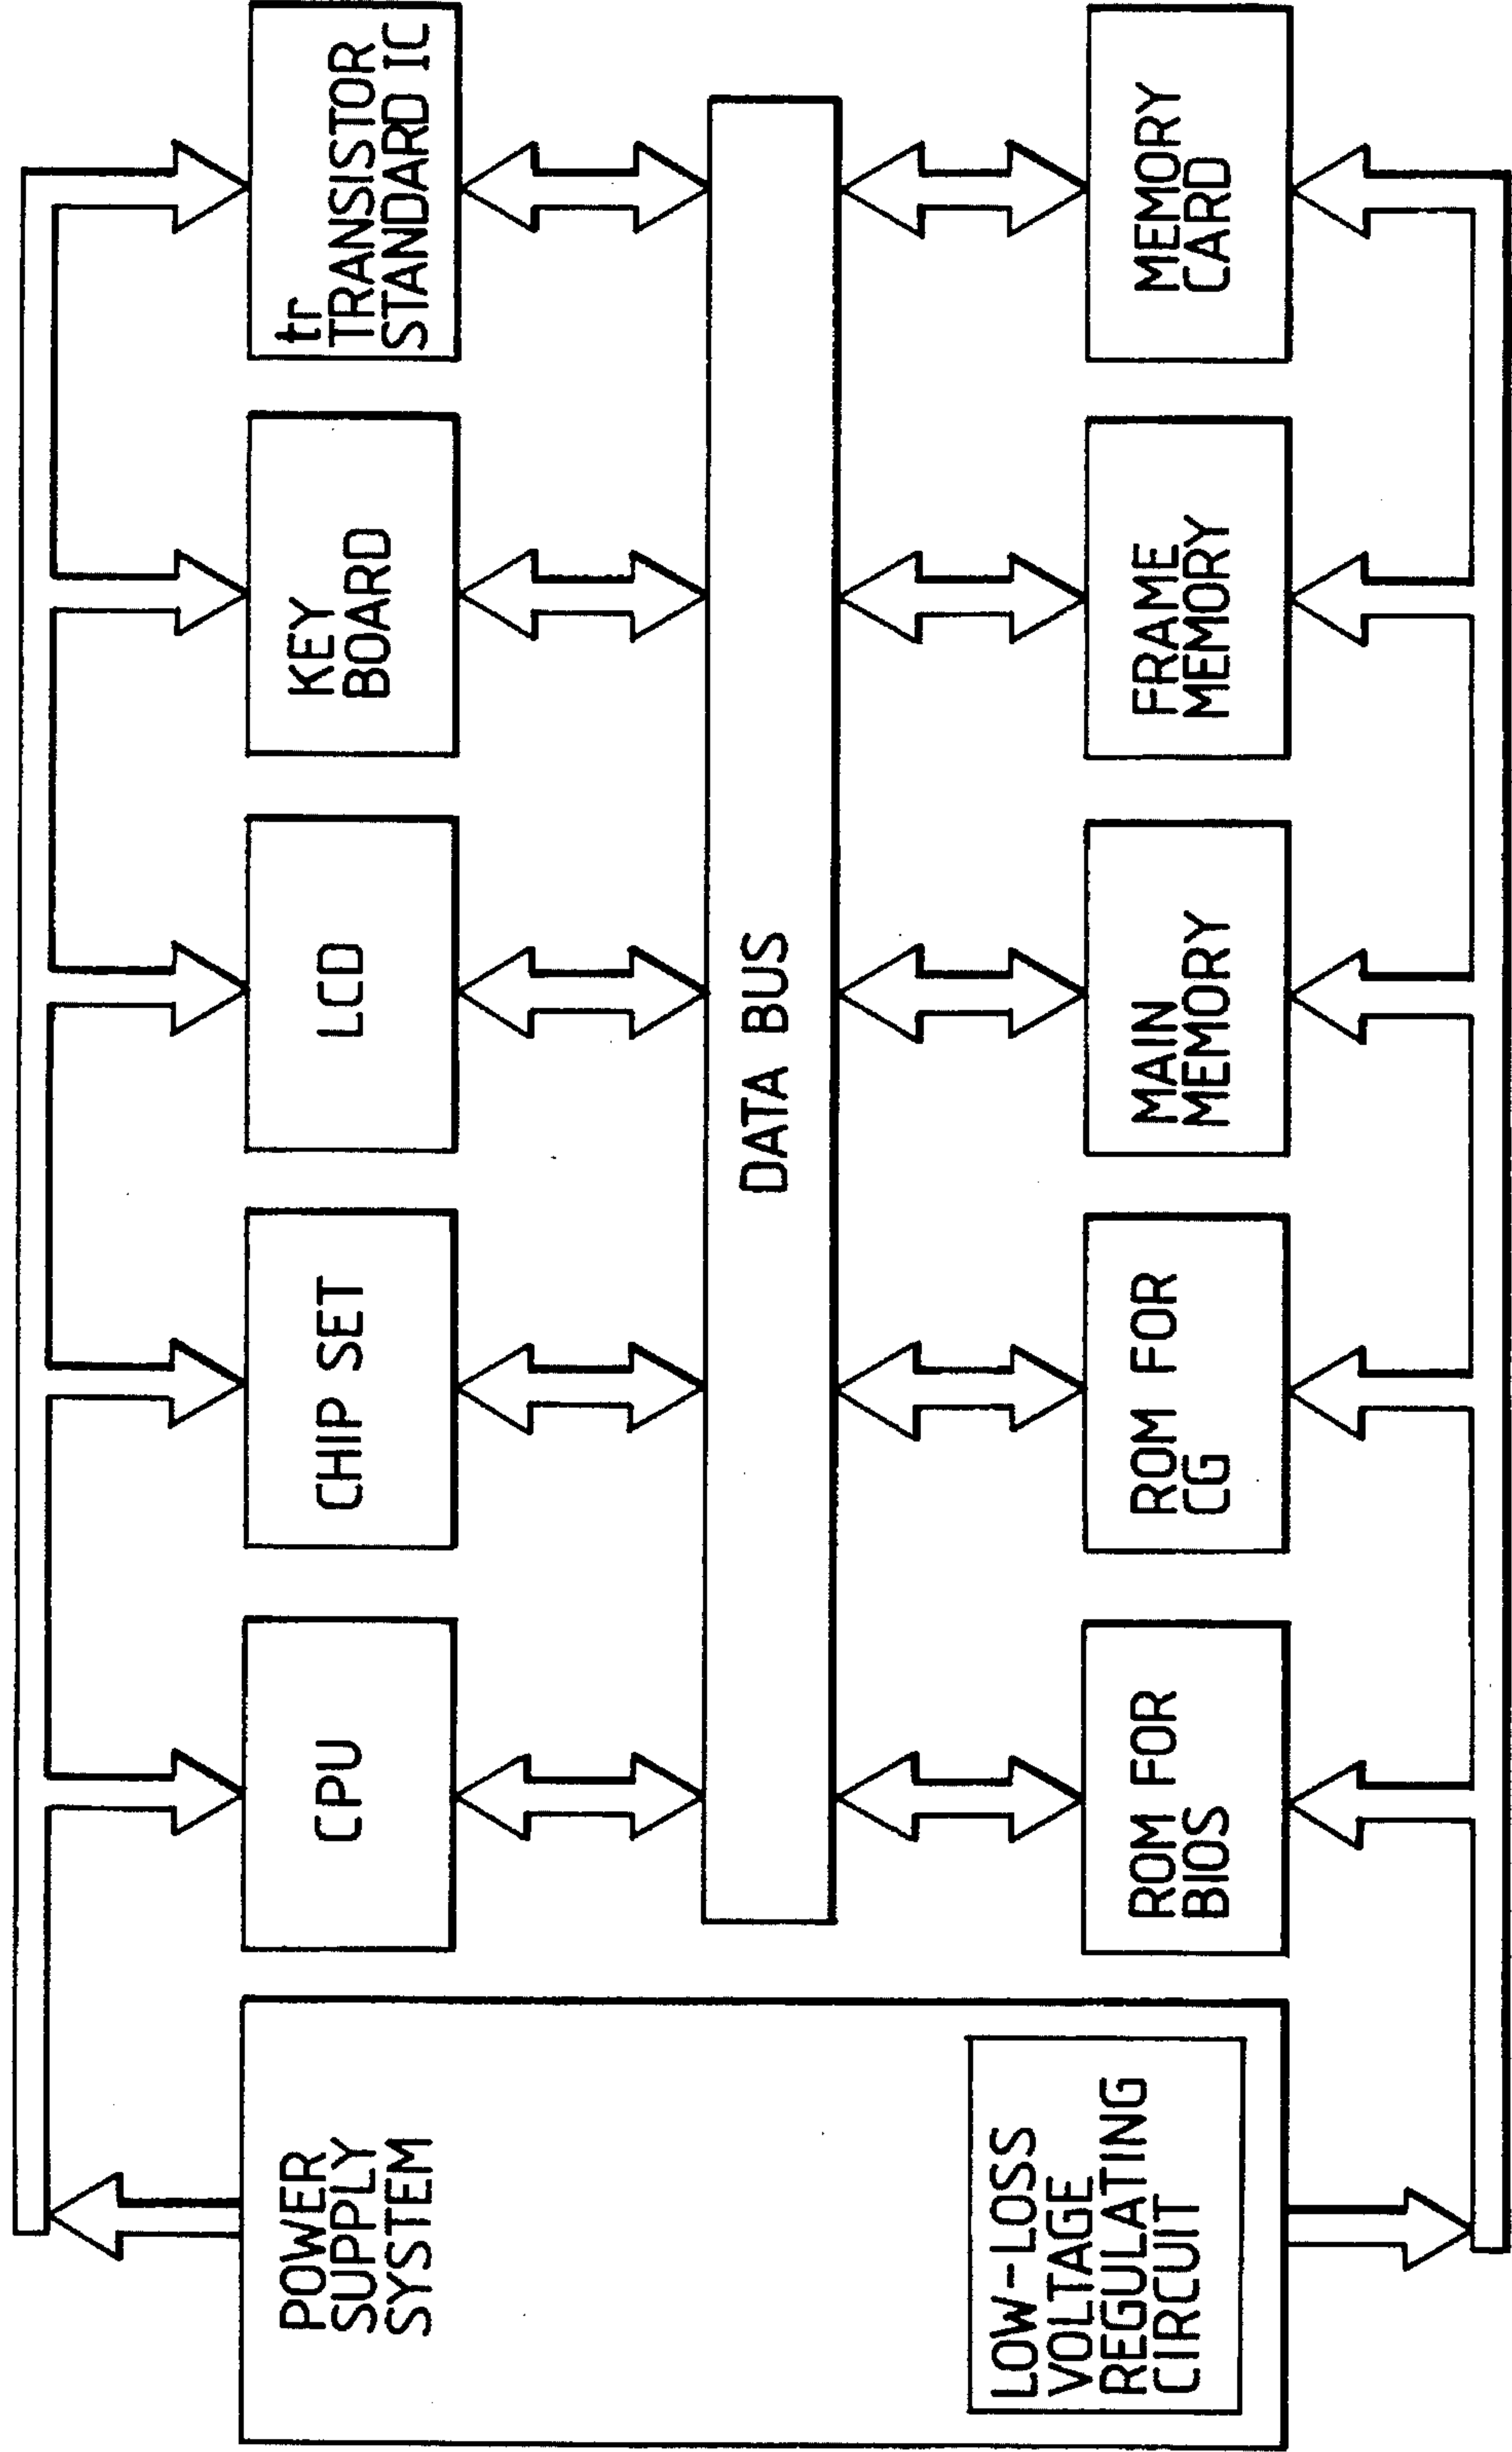 POWER
SUPPLY
SYSTEM
LOW-LOSS
VOLTAGE
REGULATING
CIRCUIT
CPU
CHIP SET
LCD
KEY
BOARD
tr
TRANSISTOR
STANDARD IC
DATA BUS
ROM FOR
BIOS
ROM FOR
CG
MAIN
MEMORY
FRAME
MEMORY
MEMORY
CARD